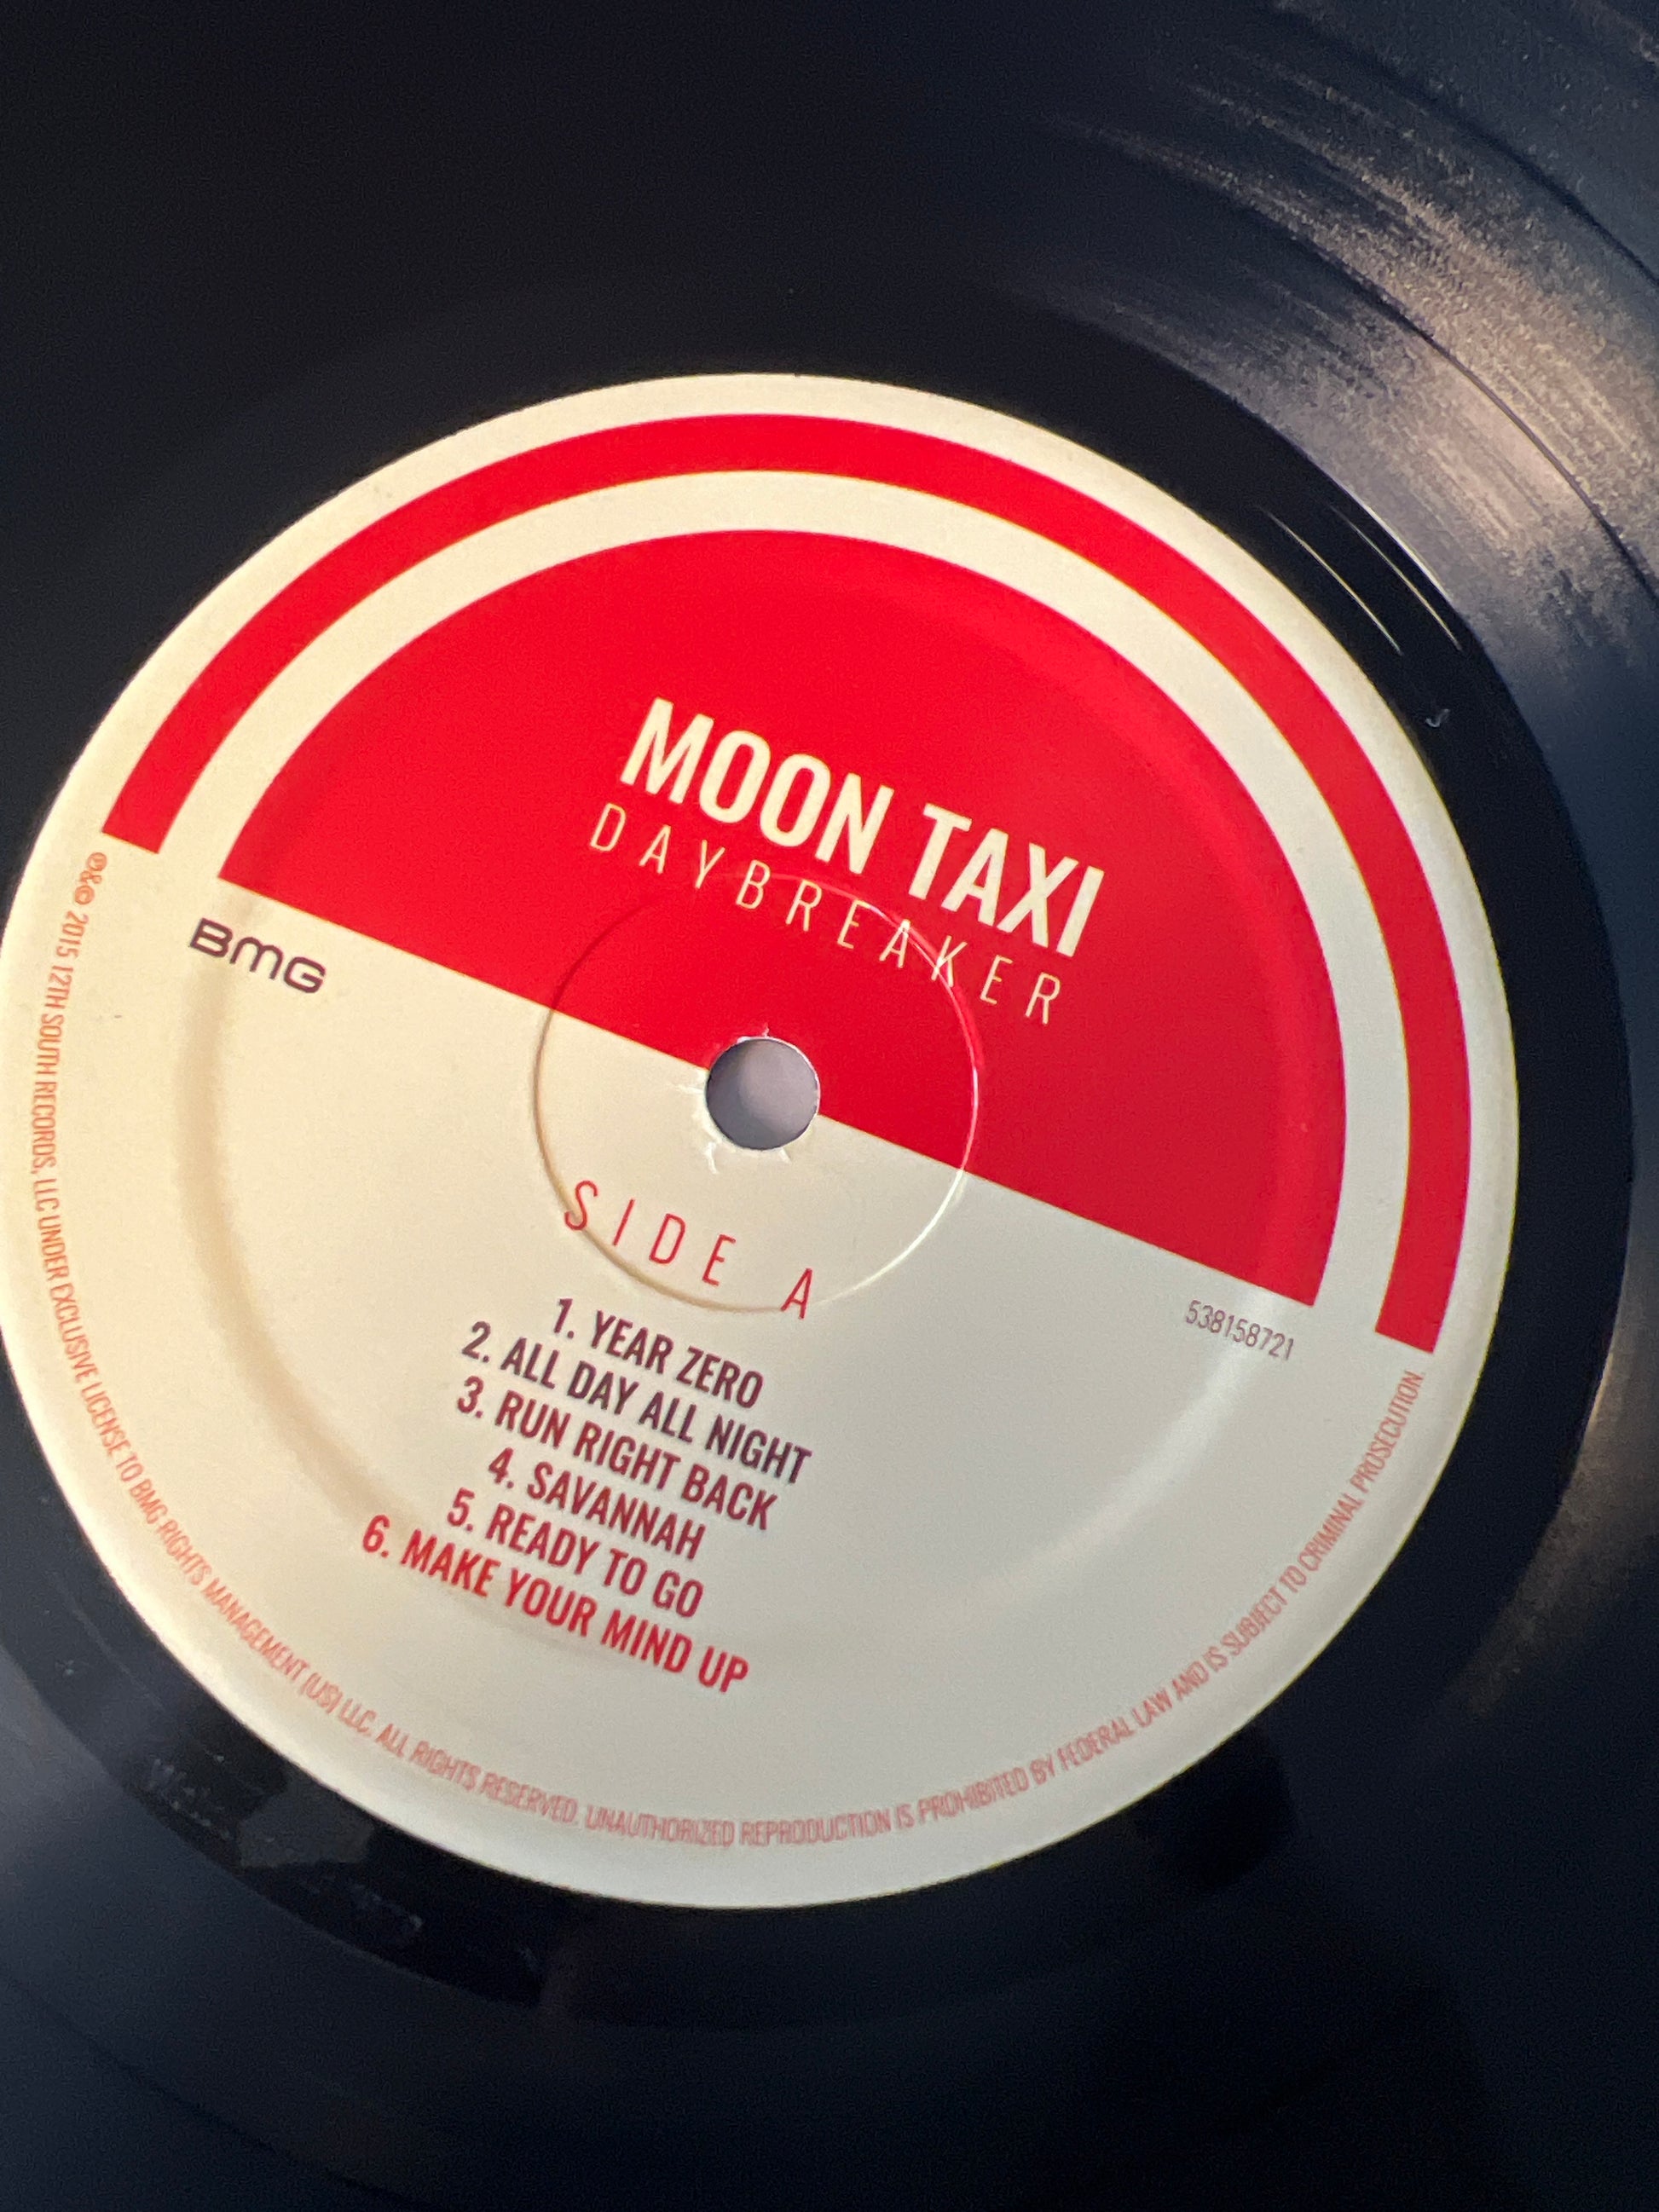 MOON TAXI
DAYBREAKER
BMG
SIDE A
538158721
1. YEAR ZERO
2. ALL DAY ALL NIGHT
3. RUN RIGHT BACK
4. SAVANNAH
5. READY TO GO
6. MAKE YOUR MIND UP
℗&© 2015 12TH SOUTH RECORDS, LLC UNDER EXCLUSIVE LICENSE TO BMG RIGHTS MANAGEMENT (US) LLC. ALL RIGHTS RESERVED. UNAUTHORIZED REPRODUCTION IS PROHIBITED BY FEDERAL LAW AND IS SUBJECT TO CRIMINAL PROSECUTION.